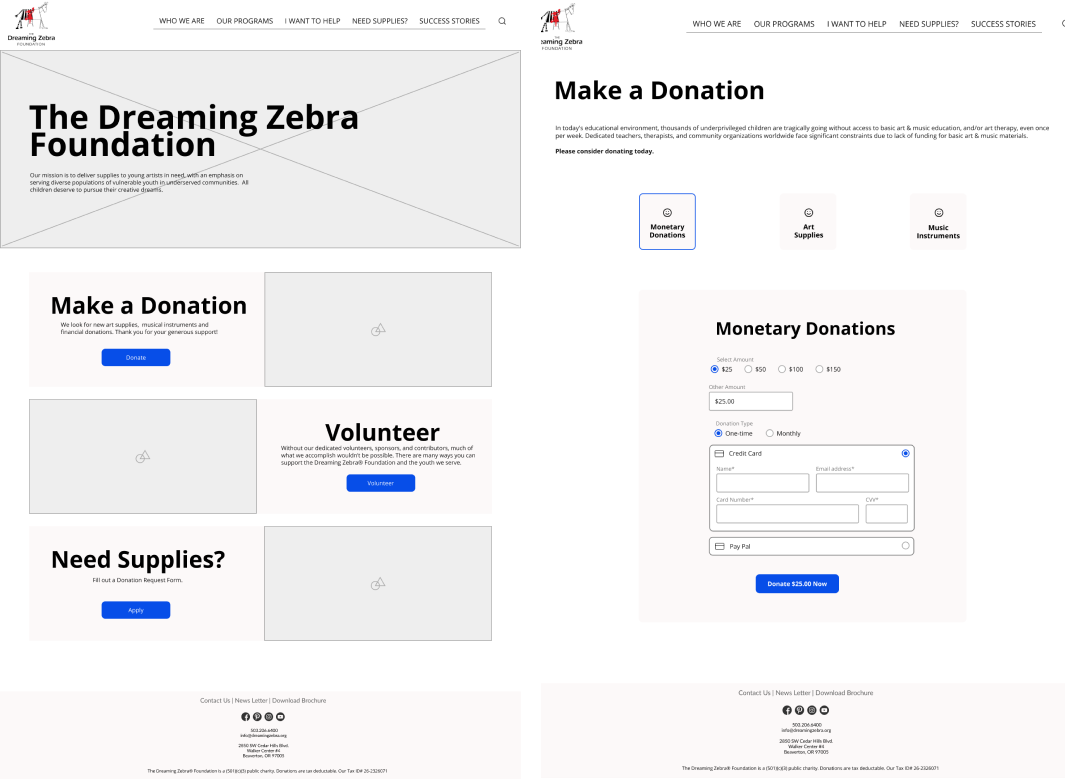 THE
Dreaming Zebra
FOUNDATION
WHO WE ARE OUR PROGRAMS I WANT TO HELP NEED SUPPLIES? SUCCESS STORIES
The Dreaming Zebra
Foundation
Our mission is to deliver supplies to young artists in need, with an emphasis on
serving diverse populations of vulnerable youth in underserved communities. All
children deserve to pursue their creative dreams.
Make a Donation
We look for new art supplies, musical instruments and
financial donations. Thank you for your generous support!
Donate
Volunteer
Without our dedicated volunteers, sponsors, and contributors, much of
what we accomplish wouldn't be possible. There are many ways you can
support the Dreaming Zebra® Foundation and the youth we serve.
Volunteer
Need Supplies?
Fill out a Donation Request Form.
Apply
Contact Us | News Letter | Download Brochure
503.206.6400
info@dreamingzebra.org
2850 SW Cedar Hills Blvd.
Walker Center #4
Beaverton, OR 97005
The Dreaming Zebra® Foundation is a (501)(c)(3) public charity. Donations are tax deductable. Our Tax ID# 26-2326071
THE
aming Zebra
FOUNDATION
WHO WE ARE OUR PROGRAMS I WANT TO HELP NEED SUPPLIES? SUCCESS STORIES
Make a Donation
In today's educational environment, thousands of underprivileged children are tragically going without access to basic art & music education, and/or art therapy, even once
per week. Dedicated teachers, therapists, and community organizations worldwide face significant constraints due to lack of funding for basic art & music materials.
Please consider donating today.
Monetary
Donations
Art
Supplies
Music
Instruments
Monetary Donations
Select Amount
$25 $50 $100 $150
Other Amount
$25.00
Donation Type
One-time Monthly
Credit Card
Name* Email address*
Card Number* CVV*
Pay Pal
Donate $25.00 Now
Contact Us | News Letter | Download Brochure
503.206.6400
info@dreamingzebra.org
2850 SW Cedar Hills Blvd.
Walker Center #4
Beaverton, OR 97005
The Dreaming Zebra® Foundation is a (501)(c)(3) public charity. Donations are tax deductable. Our Tax ID# 26-2326071